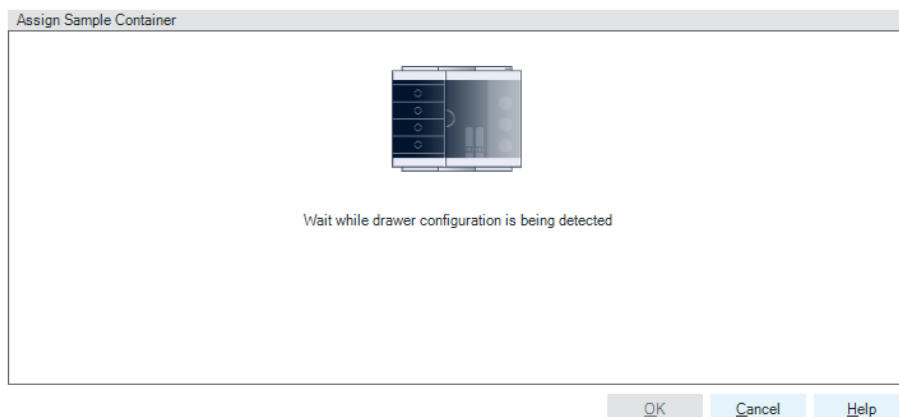 Assign Sample Container
Wait while drawer configuration is being detected
OK
Cancel
Help